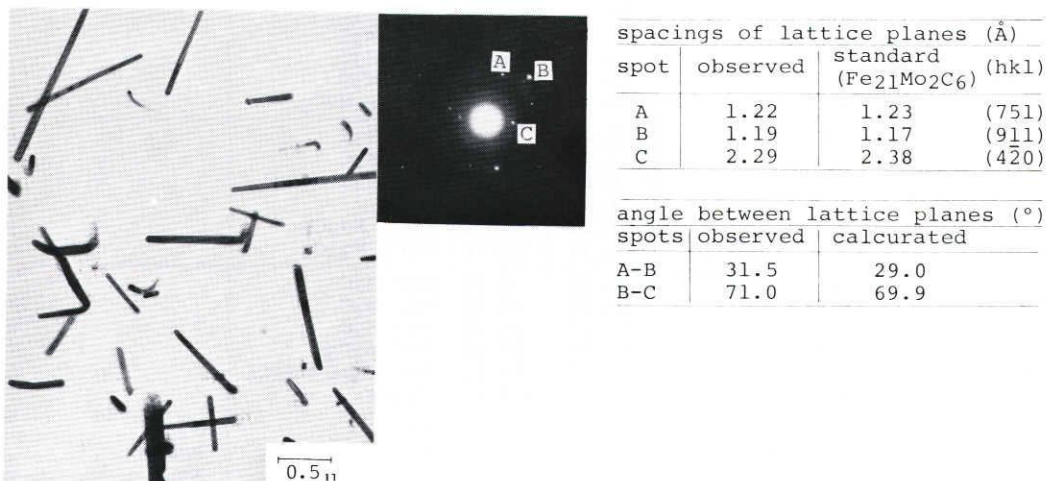 A
B
C
0.5 μ
spacings of lattice planes (Å)
spot observed standard (hkl)
(Fe21Mo2C6)
A 1.22 1.23 (751)
B 1.19 1.17 (911)
C 2.29 2.38 (42̄0)
angle between lattice planes (°)
spots observed calcurated
A-B 31.5 29.0
B-C 71.0 69.9